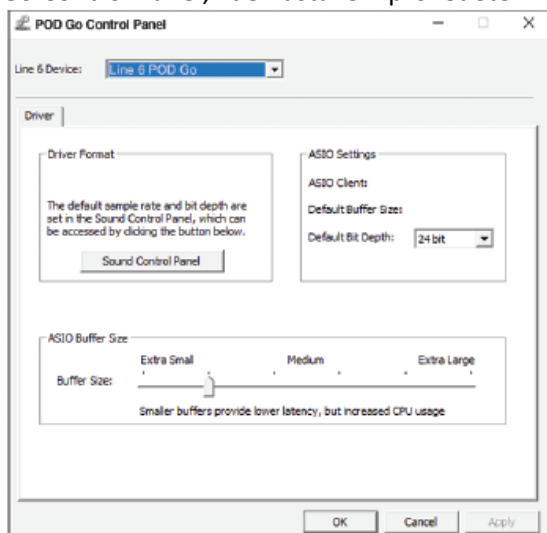 POD Go Control Panel
Line 6 Device: Line 6 POD Go
Driver
Driver Format
The default sample rate and bit depth are
set in the Sound Control Panel, which can
be accessed by clicking the button below.
Sound Control Panel
ASIO Settings
ASIO Client:
Default Buffer Size:
Default Bit Depth: 24 bit
ASIO Buffer Size
Extra Small Medium Extra Large
Buffer Size:
Smaller buffers provide lower latency, but increased CPU usage
OK Cancel Apply